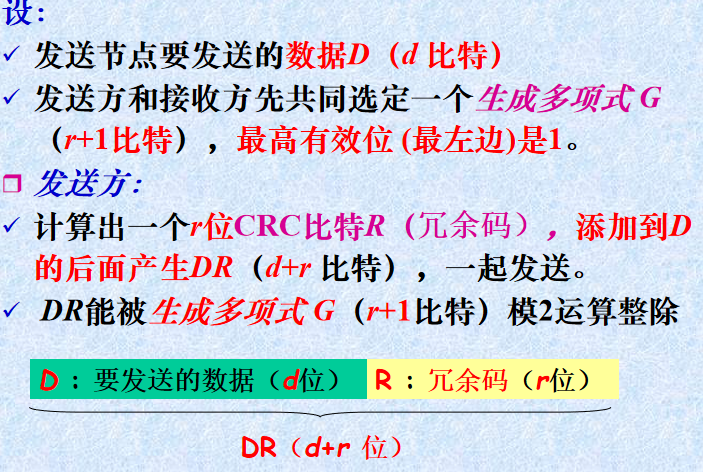 设：
✓ 发送节点要发送的数据D（d 比特）
✓ 发送方和接收方先共同选定一个生成多项式 G
（r+1比特），最高有效位 (最左边)是1。
❒ 发送方:
✓ 计算出一个r位CRC比特R（冗余码），添加到D
的后面产生DR（d+r 比特），一起发送。
✓ DR能被生成多项式 G（r+1比特）模2运算整除
D：要发送的数据（d位） R：冗余码（r位）
DR（d+r 位）